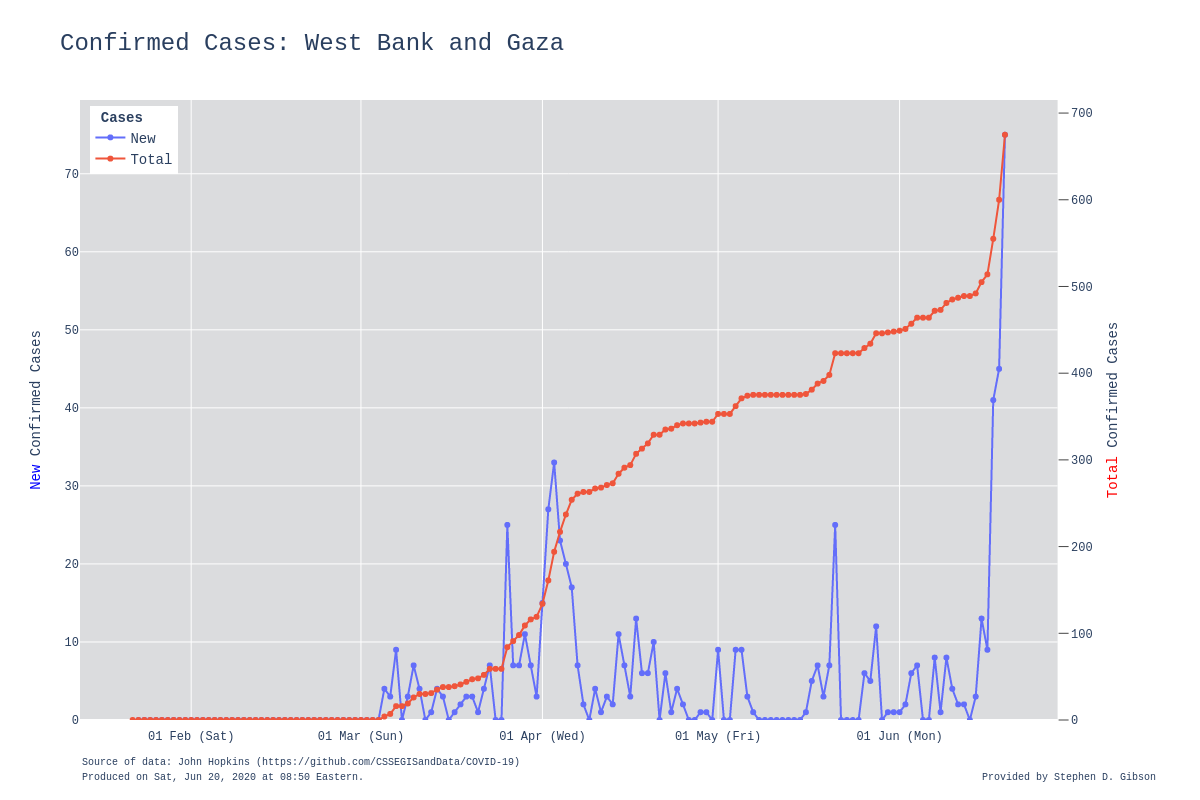 Confirmed Cases: West Bank and Gaza
Cases
New
Total
70
60
50
40
30
20
10
0
New Confirmed Cases
700
600
500
400
300
200
100
0
Total Confirmed Cases
01 Feb (Sat)
01 Mar (Sun)
01 Apr (Wed)
01 May (Fri)
01 Jun (Mon)
Source of data: John Hopkins (https://github.com/CSSEGISandData/COVID-19)
Produced on Sat, Jun 20, 2020 at 08:50 Eastern.
Provided by Stephen D. Gibson